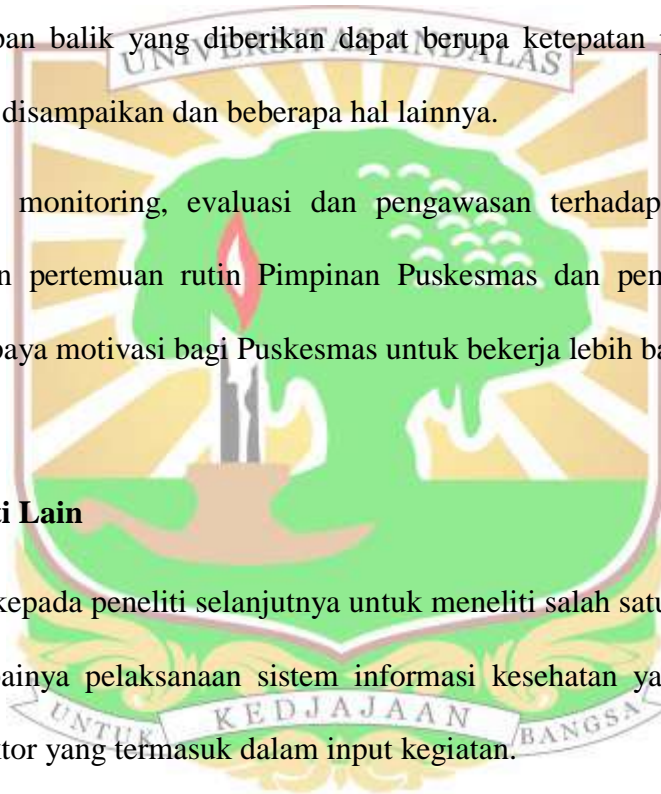 pan balik yang diberikan dapat berupa ketepatan
UNIVERSITAS ANDALAS
disampaikan dan beberapa hal lainnya.
monitoring, evaluasi dan pengawasan terhadap
n pertemuan rutin Pimpinan Puskesmas dan pen
paya motivasi bagi Puskesmas untuk bekerja lebih ba
ti Lain
kepada peneliti selanjutnya untuk meneliti salah satu
ainya pelaksanaan sistem informasi kesehatan ya
UNTUK KEDJAJAAN BANGSA
ktor yang termasuk dalam input kegiatan.